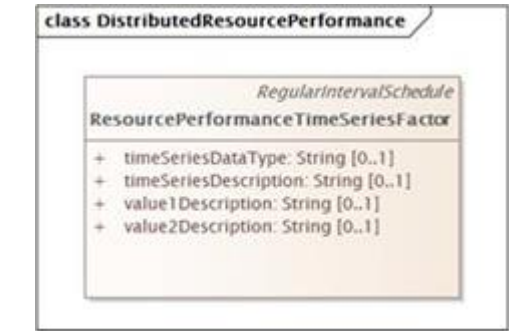 class DistributedResourcePerformance
RegularIntervalSchedule
ResourcePerformanceTimeSeriesFactor
+ timeSeriesDataType: String [0..1]
+ timeSeriesDescription: String [0..1]
+ value1Description: String [0..1]
+ value2Description: String [0..1]